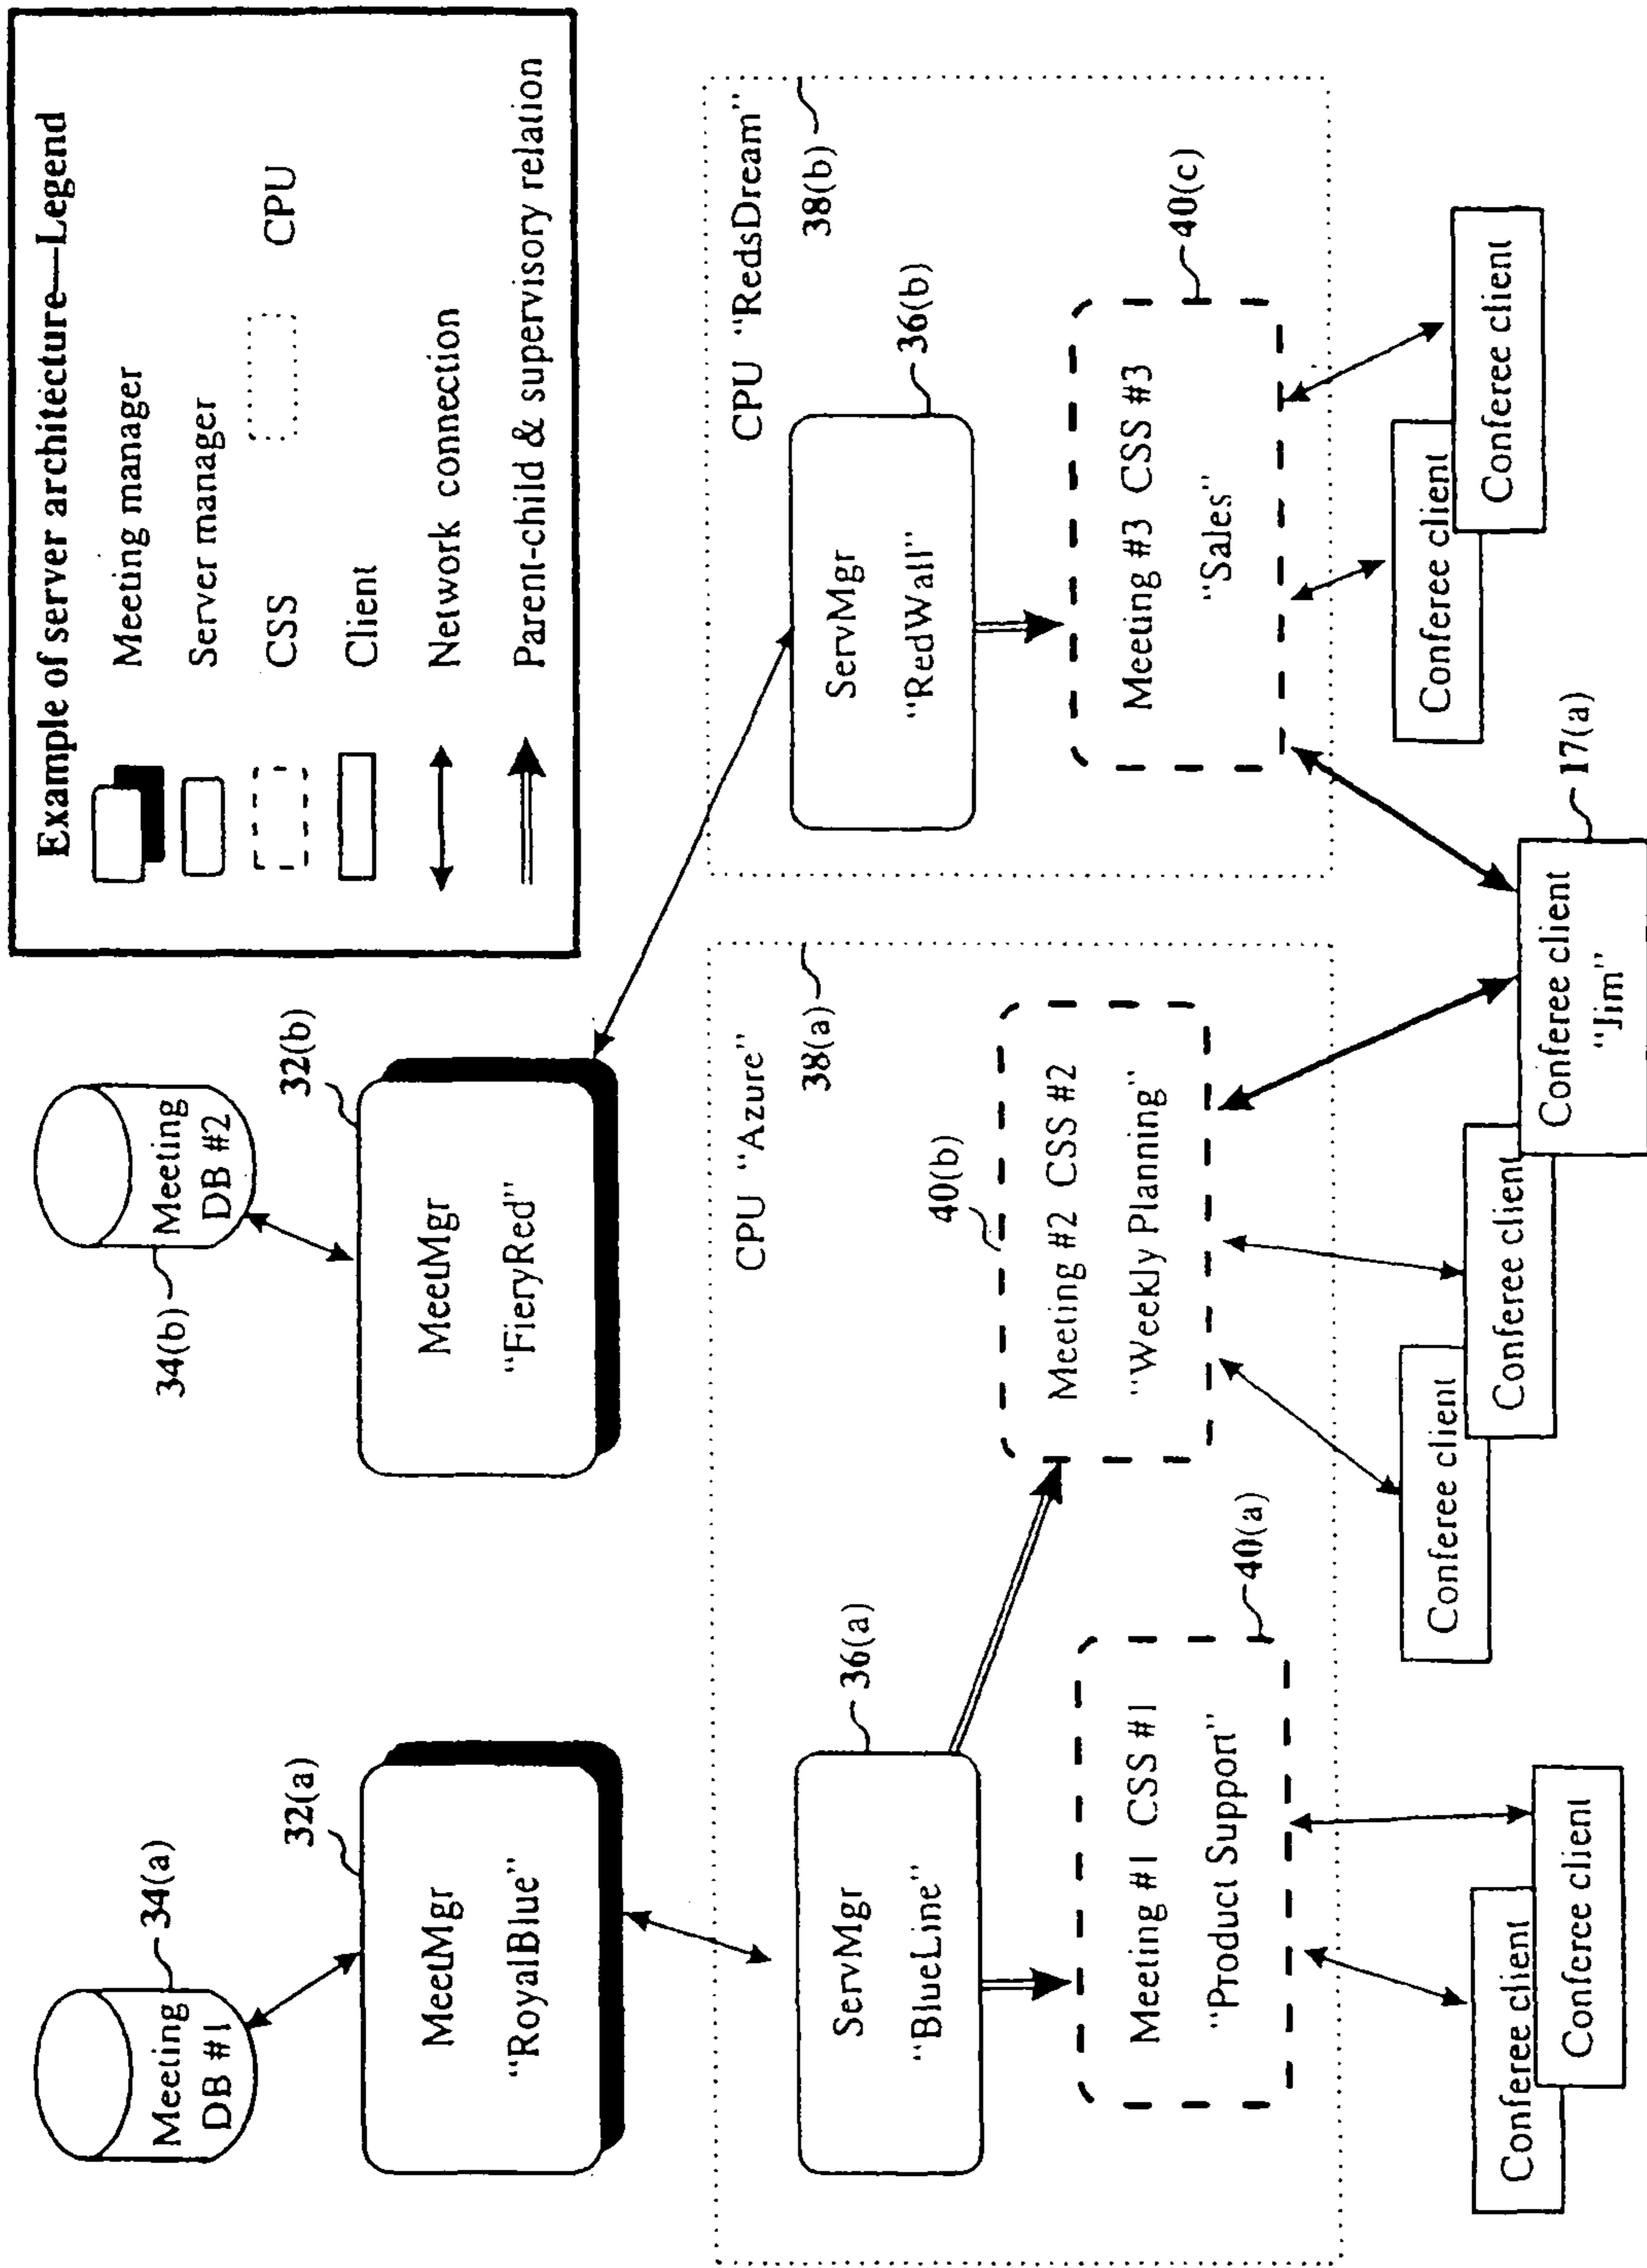 Example of server architecture—Legend
Meeting manager
Server manager
CSS
CPU
Client
Network connection
Parent-child & supervisory relation
Meeting
DB #1
34(a)
32(a)
MeetMgr
"RoyalBlue"
Meeting
DB #2
34(b)
32(b)
MeetMgr
"FieryRed"
CPU "Azure"
38(a)
ServMgr
"BlueLine"
36(a)
Meeting #1 CSS #1
"Product Support"
40(a)
40(b)
Meeting #2 CSS #2
"Weekly Planning"
CPU "RedsDream"
38(b)
ServMgr
"RedWall"
36(b)
Meeting #3 CSS #3
"Sales"
40(c)
Conferee client
Conferee client
Conferee client
Conferee client
Conferee client
"Jim"
17(a)
Conferee client
Conferee client